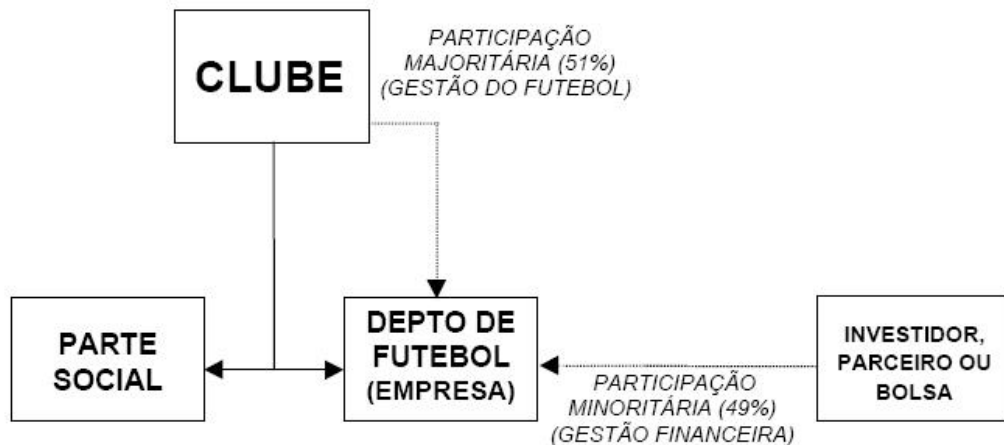 CLUBE
PARTICIPAÇÃO
MAJORITÁRIA (51%)
(GESTÃO DO FUTEBOL)
PARTE
SOCIAL
DEPTO DE
FUTEBOL
(EMPRESA)
PARTICIPAÇÃO
MINORITÁRIA (49%)
(GESTÃO FINANCEIRA)
INVESTIDOR,
PARCEIRO OU
BOLSA